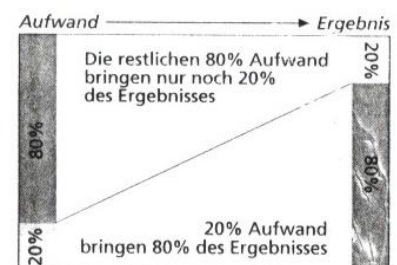 Aufwand Ergebnis
Die restlichen 80% Aufwand
bringen nur noch 20%
des Ergebnisses
20%
80%
80%
20%
20% Aufwand
bringen 80% des Ergebnisses